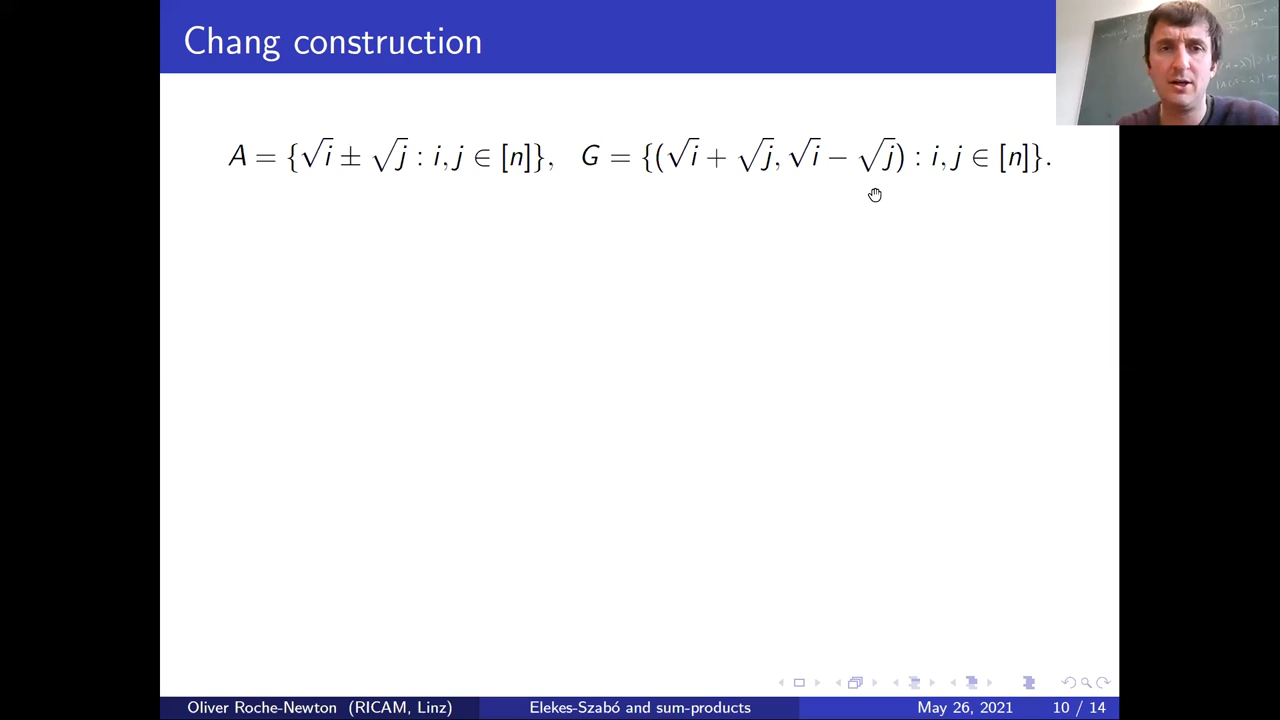 Chang construction
A = {√i ± √j : i, j ∈ [n]}, G = {(√i + √j, √i − √j) : i, j ∈ [n]}.
Oliver Roche-Newton (RICAM, Linz) Elekes-Szabó and sum-products May 26, 2021 10 / 14